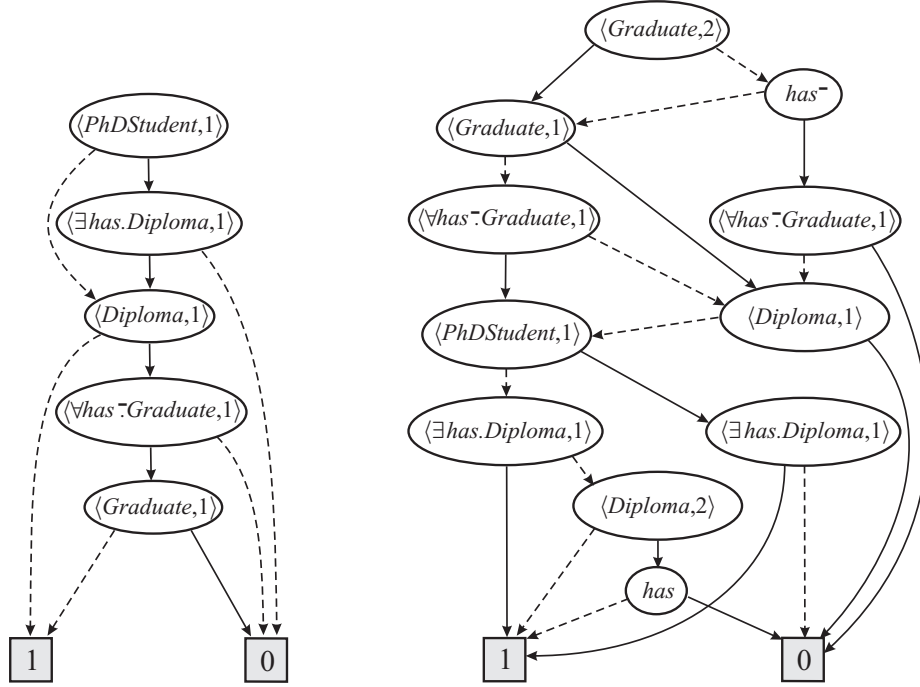 ⟨PhDStudent,1⟩
⟨∃has.Diploma,1⟩
⟨Diploma,1⟩
⟨∀has⁻.Graduate,1⟩
⟨Graduate,1⟩
1
0
⟨Graduate,2⟩
has⁻
⟨Graduate,1⟩
⟨∀has⁻.Graduate,1⟩
⟨∀has⁻.Graduate,1⟩
⟨Diploma,1⟩
⟨PhDStudent,1⟩
⟨∃has.Diploma,1⟩
⟨∃has.Diploma,1⟩
⟨Diploma,2⟩
has
1
0